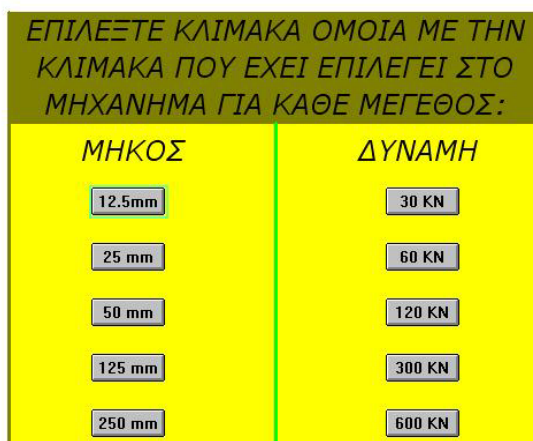 ΕΠΙΛΕΞΤΕ ΚΛΙΜΑΚΑ ΟΜΟΙΑ ΜΕ ΤΗΝ
ΚΛΙΜΑΚΑ ΠΟΥ ΕΧΕΙ ΕΠΙΛΕΓΕΙ ΣΤΟ
ΜΗΧΑΝΗΜΑ ΓΙΑ ΚΑΘΕ ΜΕΓΕΘΟΣ:
ΜΗΚΟΣ ΔΥΝΑΜΗ
12.5mm 30 KN
25 mm 60 KN
50 mm 120 KN
125 mm 300 KN
250 mm 600 KN